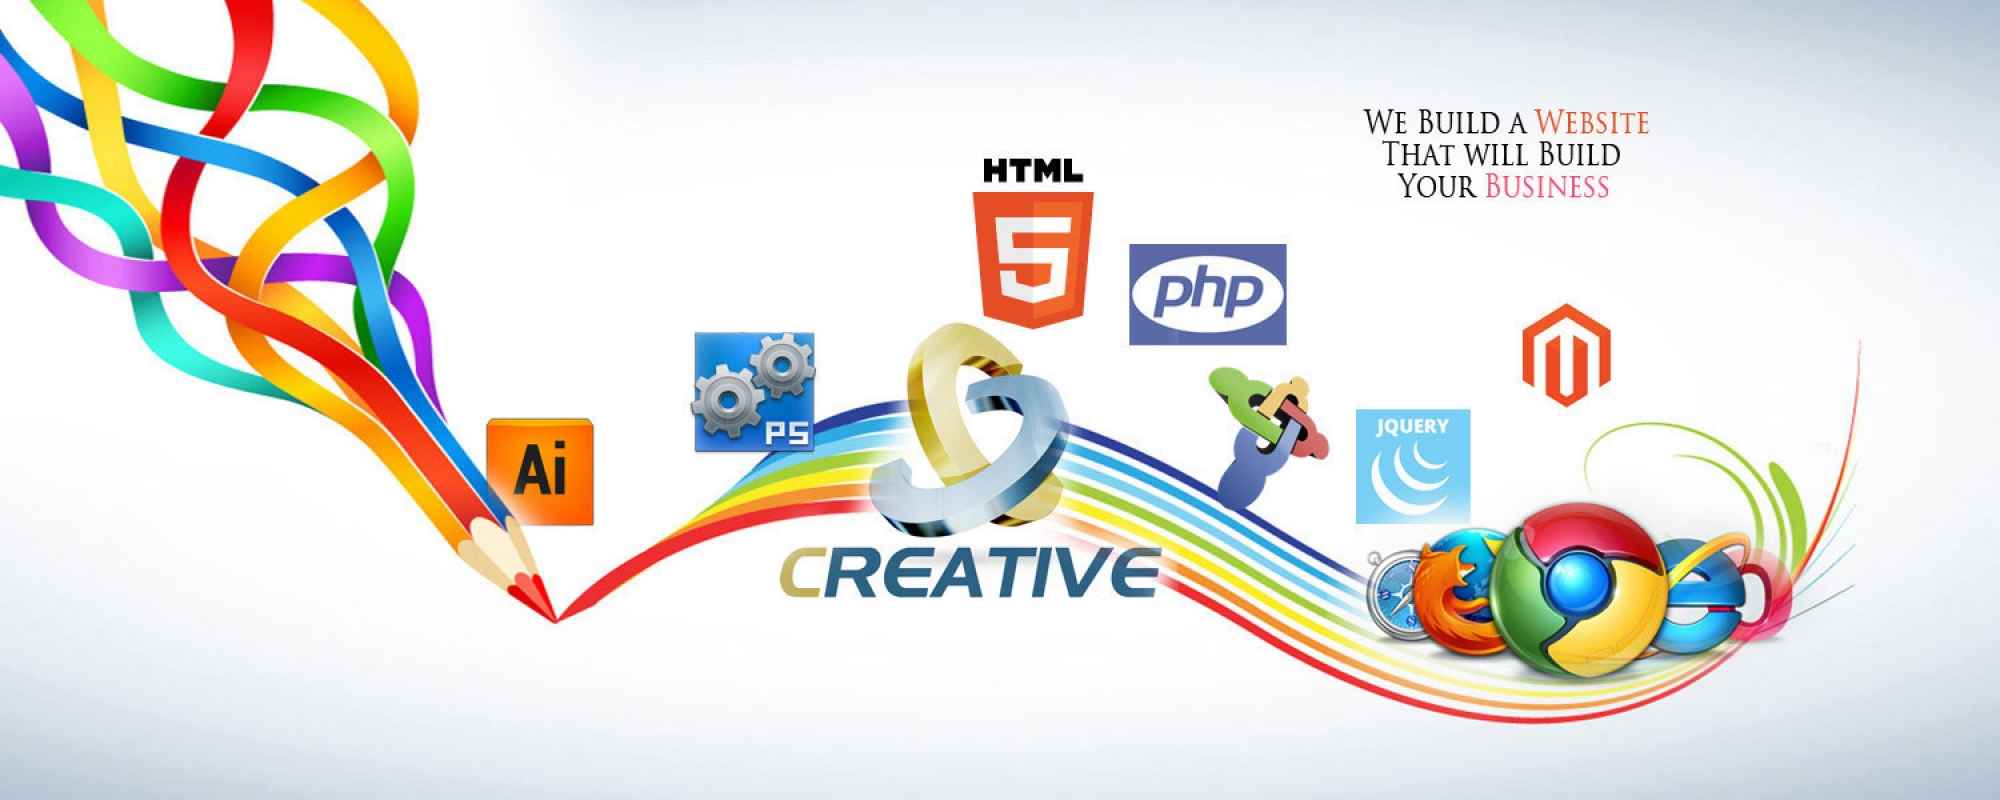 We Build a Website
That will Build
Your Business
HTML
5
php
PS
Ai
JQUERY
CREATIVE